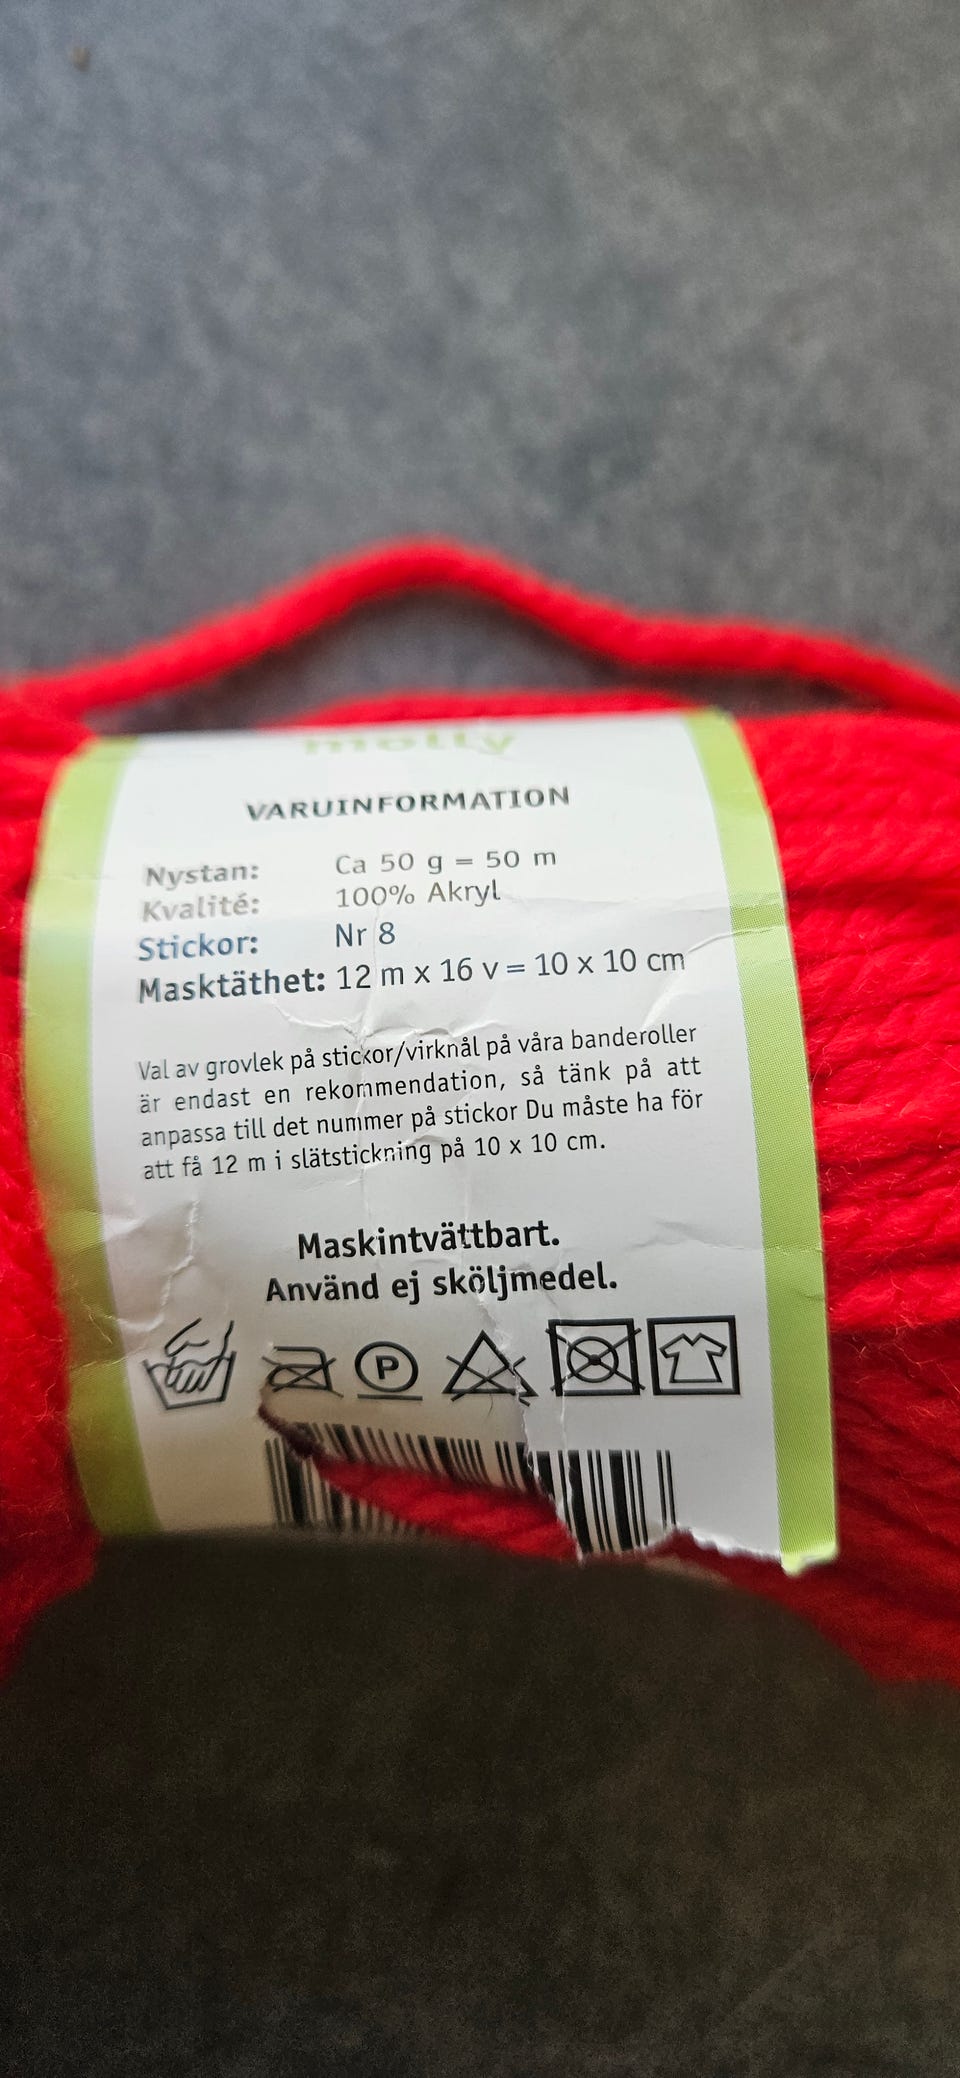 molly
VARUINFORMATION
Nystan: Ca 50 g = 50 m
Kvalité: 100% Akryl
Stickor: Nr 8
Masktäthet: 12 m x 16 v = 10 x 10 cm
Val av grovlek på stickor/virknål på våra banderoller
är endast en rekommendation, så tänk på att
anpassa till det nummer på stickor Du måste ha för
att få 12 m i slätstickning på 10 x 10 cm.
Maskintvättbart.
Använd ej sköljmedel.
P